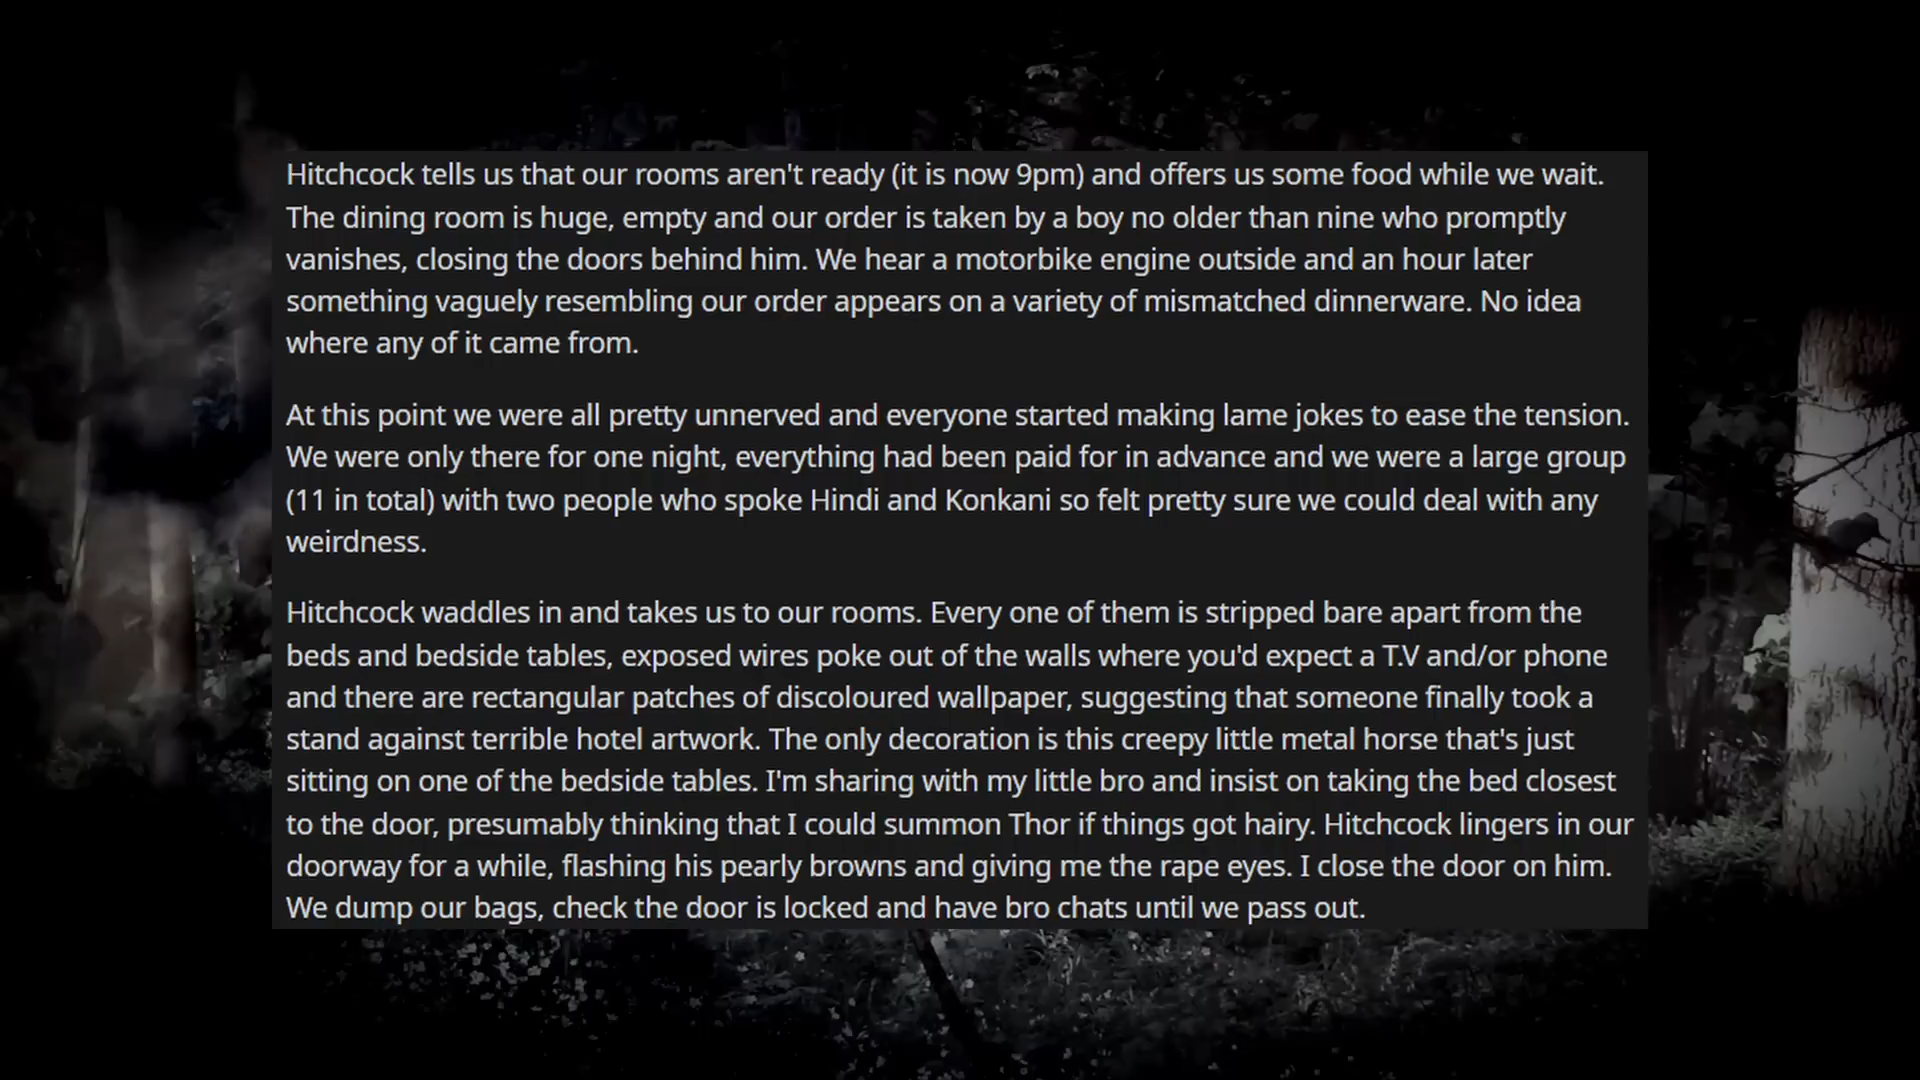 Hitchcock tells us that our rooms aren't ready (it is now 9pm) and offers us some food while we wait.
The dining room is huge, empty and our order is taken by a boy no older than nine who promptly
vanishes, closing the doors behind him. We hear a motorbike engine outside and an hour later
something vaguely resembling our order appears on a variety of mismatched dinnerware. No idea
where any of it came from.
At this point we were all pretty unnerved and everyone started making lame jokes to ease the tension.
We were only there for one night, everything had been paid for in advance and we were a large group
(11 in total) with two people who spoke Hindi and Konkani so felt pretty sure we could deal with any
weirdness.
Hitchcock waddles in and takes us to our rooms. Every one of them is stripped bare apart from the
beds and bedside tables, exposed wires poke out of the walls where you'd expect a T.V and/or phone
and there are rectangular patches of discoloured wallpaper, suggesting that someone finally took a
stand against terrible hotel artwork. The only decoration is this creepy little metal horse that's just
sitting on one of the bedside tables. I'm sharing with my little bro and insist on taking the bed closest
to the door, presumably thinking that I could summon Thor if things got hairy. Hitchcock lingers in our
doorway for a while, flashing his pearly browns and giving me the rape eyes. I close the door on him.
We dump our bags, check the door is locked and have bro chats until we pass out.